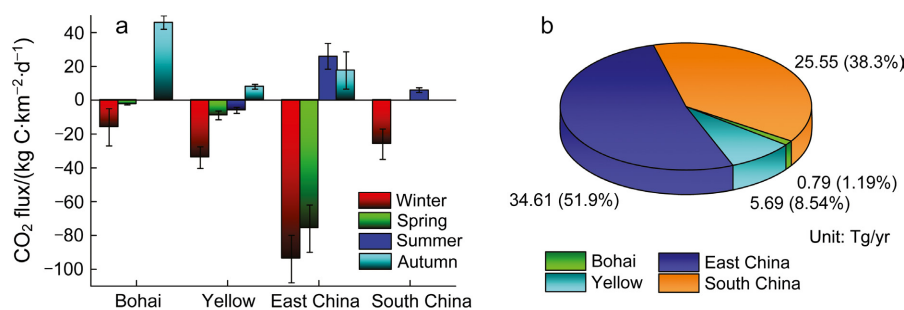 a
CO₂ flux/(kg C·km⁻²·d⁻¹)
40
20
0
−20
−40
−60
−80
−100
Winter
Spring
Summer
Autumn
Bohai
Yellow
East China
South China
b
25.55 (38.3%)
0.79 (1.19%)
5.69 (8.54%)
34.61 (51.9%)
Unit: Tg/yr
Bohai
East China
Yellow
South China